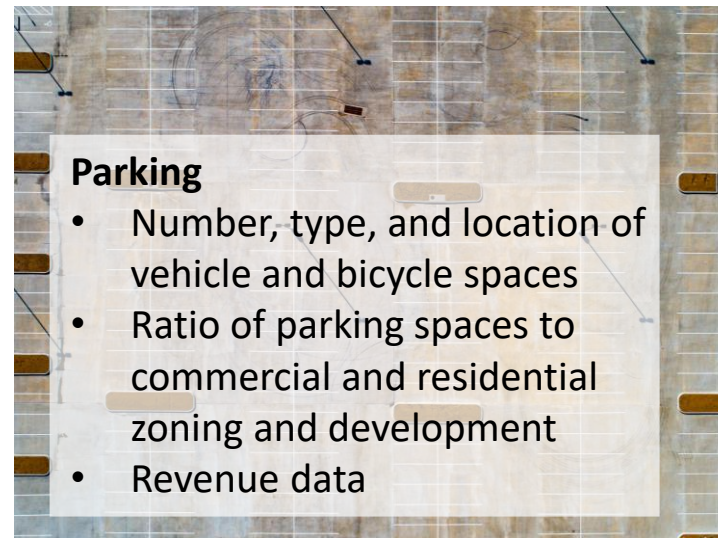 Parking
• Number, type, and location of
vehicle and bicycle spaces
• Ratio of parking spaces to
commercial and residential
zoning and development
• Revenue data